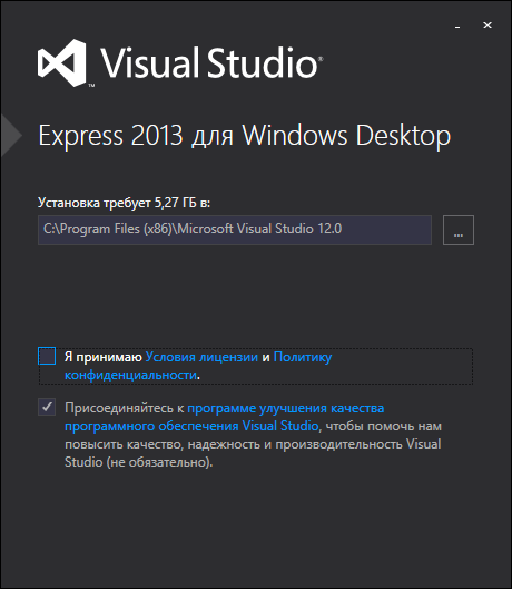 Visual Studio
Express 2013 для Windows Desktop
Установка требует 5,27 ГБ в:
C:\Program Files (x86)\Microsoft Visual Studio 12.0
...
Я принимаю Условия лицензии и Политику
конфиденциальности.
Присоединяйтесь к программе улучшения качества
программного обеспечения Visual Studio, чтобы помочь нам
повысить качество, надежность и производительность Visual
Studio (не обязательно).